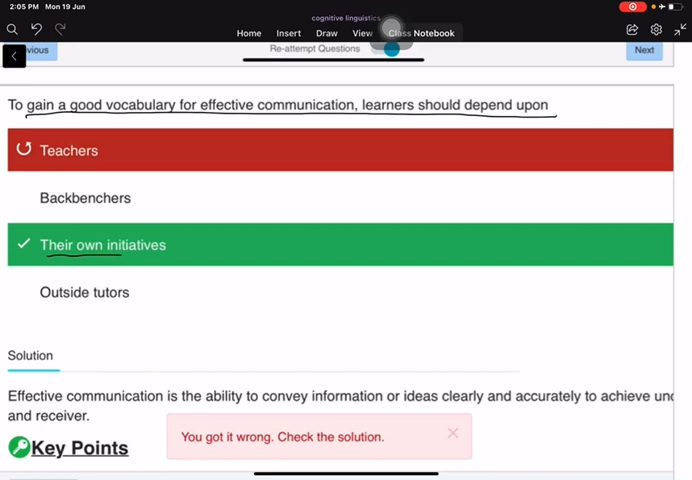 2:05 PM Mon 19 Jun
cognitive linguistics
Home Insert Draw View Class Notebook
vious Re-attempt Questions Next
To gain a good vocabulary for effective communication, learners should depend upon
Teachers
Backbenchers
Their own initiatives
Outside tutors
Solution
Effective communication is the ability to convey information or ideas clearly and accurately to achieve
and receiver.
You got it wrong. Check the solution.
Key Points